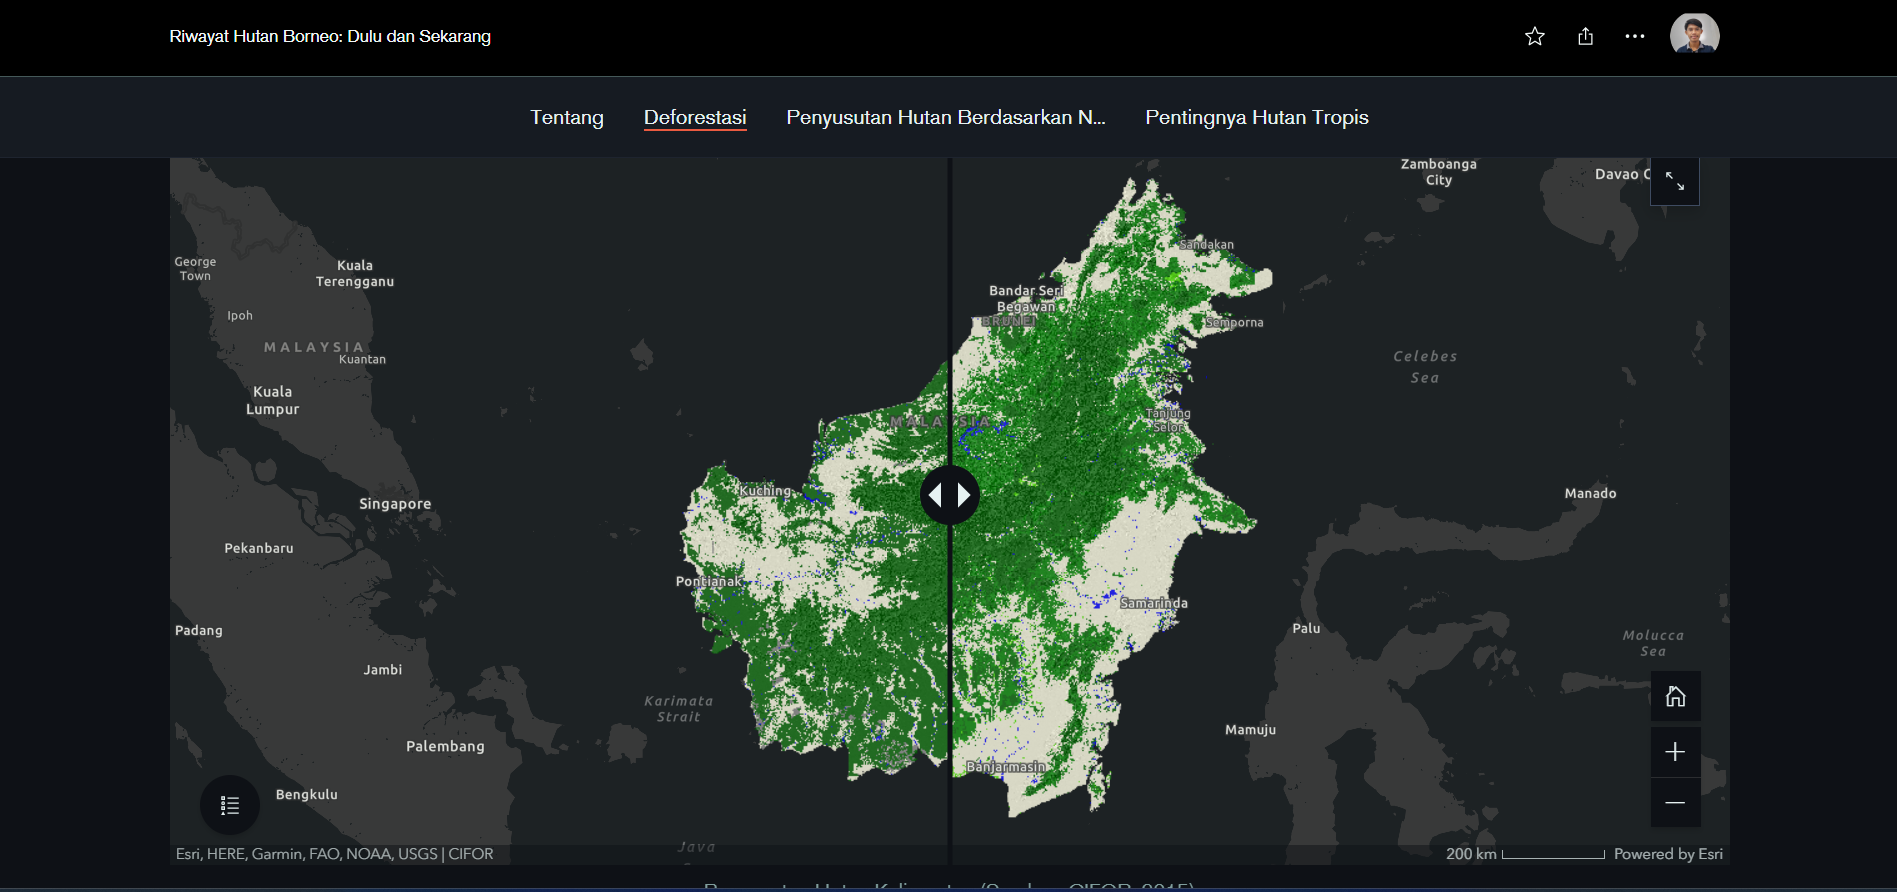 Riwayat Hutan Borneo: Dulu dan Sekarang
Tentang
Deforestasi
Penyusutan Hutan Berdasarkan N...
Pentingnya Hutan Tropis
Zamboanga
City
Davao C
George
Town
Kuala
Terengganu
Ipoh
MALAYSIA
Kuantan
Kuala
Lumpur
Singapore
Pekanbaru
Padang
Jambi
Palembang
Bengkulu
Karimata
Strait
Java
Sandakan
Bandar Seri
Begawan
BRUNEI
Semporna
Celebes
Sea
Tanjung
Selor
MALAYSIA
Kuching
Pontianak
Samarinda
Banjarmasin
Manado
Palu
Molucca
Sea
Mamuju
Esri, HERE, Garmin, FAO, NOAA, USGS | CIFOR
200 km
Powered by Esri